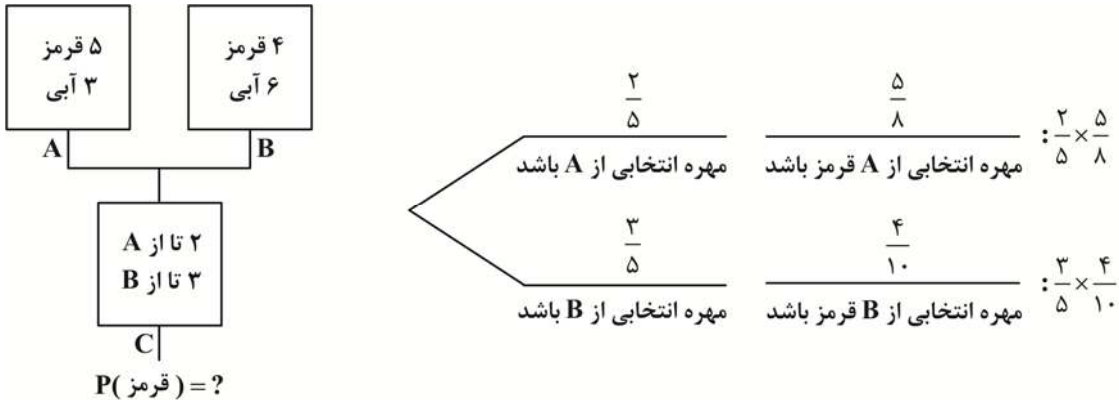 ۵ قرمز
۳ آبی
A
۴ قرمز
۶ آبی
B
۲ تا از A
۳ تا از B
C
P( قرمز ) = ?
۲/۵
مهره انتخابی از A باشد
۵/۸
مهره انتخابی از A قرمز باشد
: ۲/۵ × ۵/۸
۳/۵
مهره انتخابی از B باشد
۴/۱۰
مهره انتخابی از B قرمز باشد
: ۳/۵ × ۴/۱۰